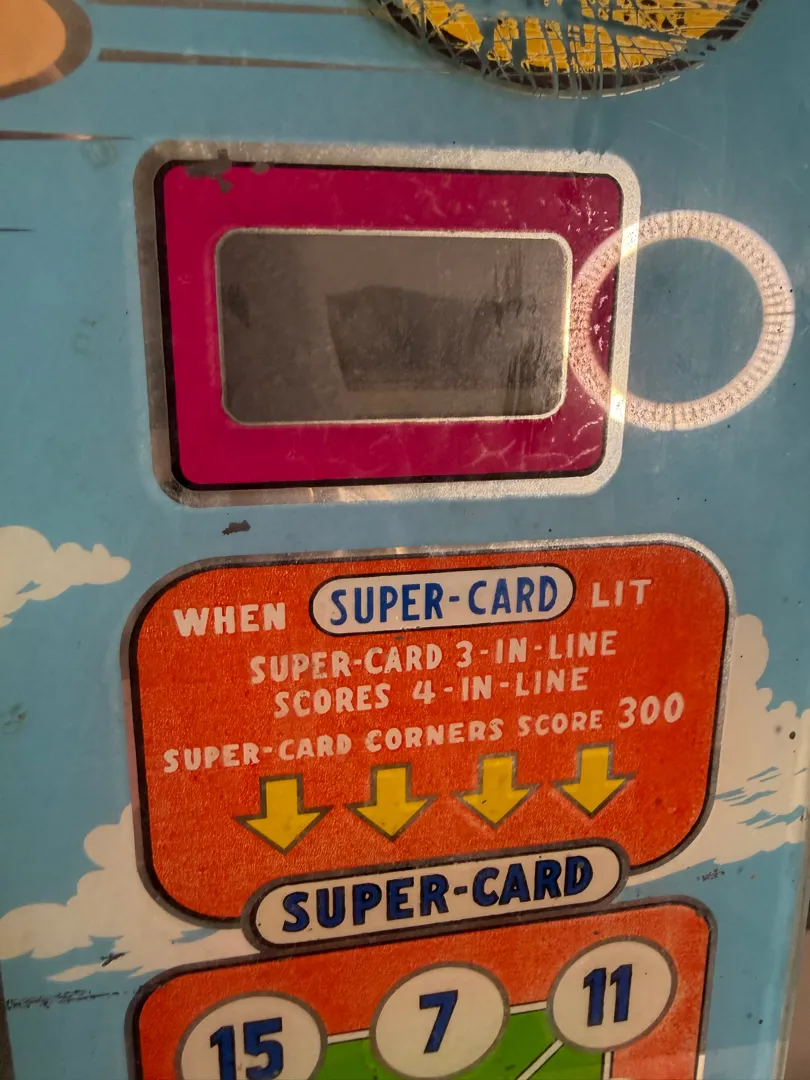 WHEN SUPER-CARD LIT
SUPER-CARD 3-IN-LINE
SCORES 4-IN-LINE
SUPER-CARD CORNERS SCORE 300
SUPER-CARD
15 7 11